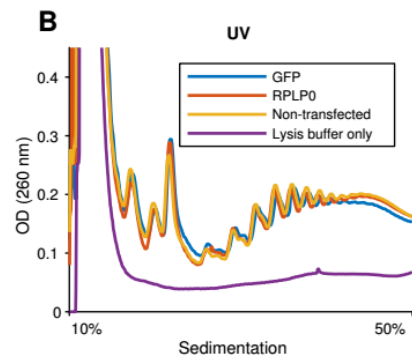 B
UV
GFP
RPLP0
Non-transfected
Lysis buffer only
OD (260 nm)
0.4
0.3
0.2
0.1
0
10%
50%
Sedimentation